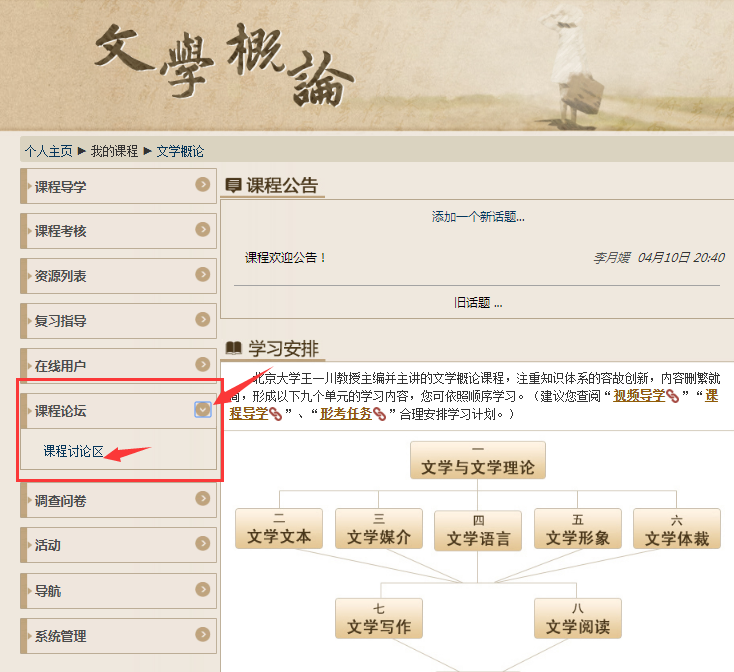 文學概論
个人主页 ► 我的课程 ► 文学概论
课程导学
课程考核
资源列表
复习指导
在线用户
课程论坛
课程讨论区
调查问卷
活动
导航
系统管理
课程公告
添加一个新话题...
课程欢迎公告！
李月媛 04月10日 20:40
旧话题 ...
学习安排
北京大学王一川教授主编并主讲的文学概论课程，注重知识体系的容故创新，内容删繁就
简，形成以下九个单元的学习内容，您可依照顺序学习。（建议您查阅“视频导学”“课
程导学”、“形考任务”合理安排学习计划。）
一
文学与文学理论
二
文学文本
三
文学媒介
四
文学语言
五
文学形象
六
文学体裁
七
文学写作
八
文学阅读